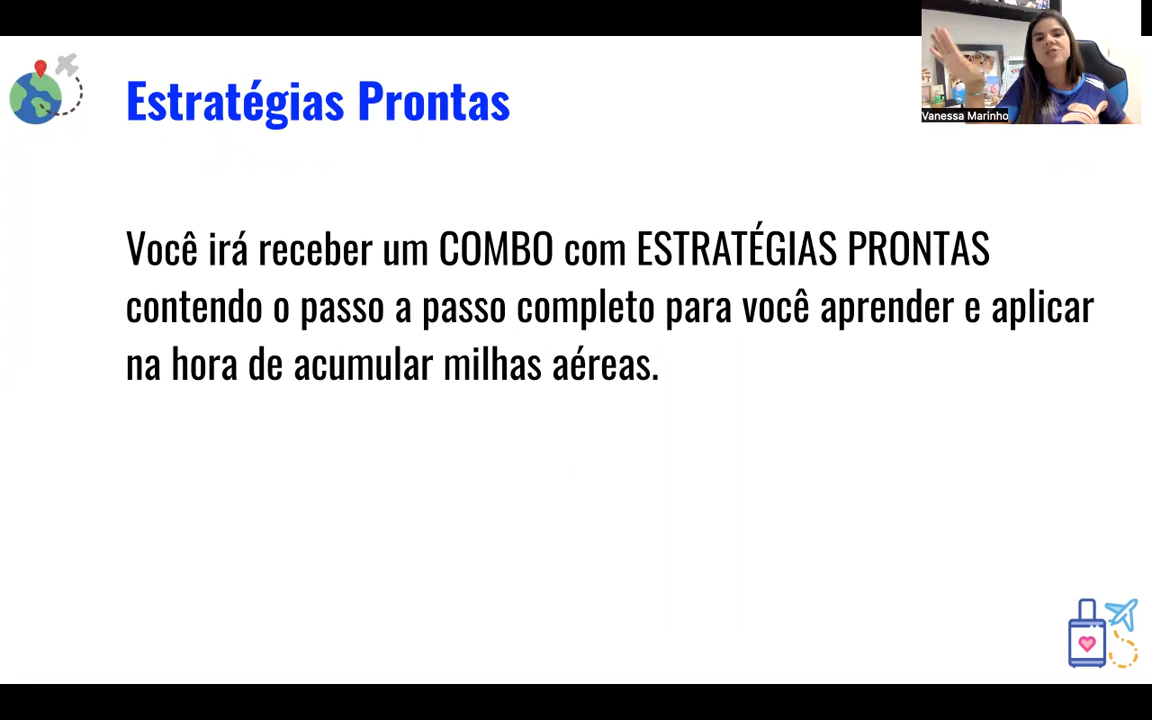 Estratégias Prontas
Vanessa Marinho
Você irá receber um COMBO com ESTRATÉGIAS PRONTAS
contendo o passo a passo completo para você aprender e aplicar
na hora de acumular milhas aéreas.